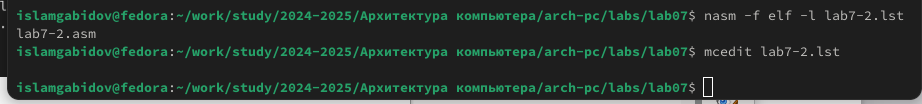 islamgabidov@fedora:~/work/study/2024-2025/Архитектура компьютера/arch-pc/labs/lab07$ nasm -f elf -l lab7-2.lst
lab7-2.asm
islamgabidov@fedora:~/work/study/2024-2025/Архитектура компьютера/arch-pc/labs/lab07$ mcedit lab7-2.lst
islamgabidov@fedora:~/work/study/2024-2025/Архитектура компьютера/arch-pc/labs/lab07$